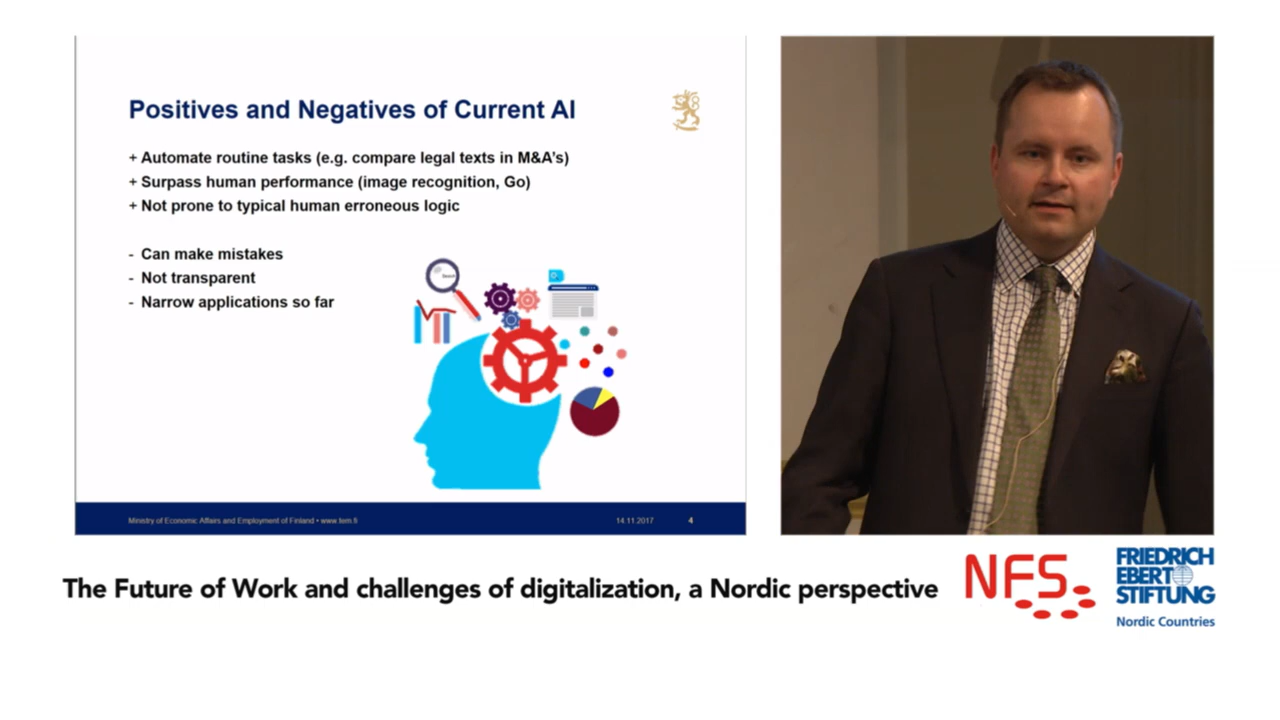 Positives and Negatives of Current AI
+ Automate routine tasks (e.g. compare legal texts in M&A's)
+ Surpass human performance (image recognition, Go)
+ Not prone to typical human erroneous logic
- Can make mistakes
- Not transparent
- Narrow applications so far
Search
Ministry of Economic Affairs and Employment of Finland • www.tem.fi
14.11.2017
4
The Future of Work and challenges of digitalization, a Nordic perspective
NFS
FRIEDRICH
EBERT
STIFTUNG
Nordic Countries